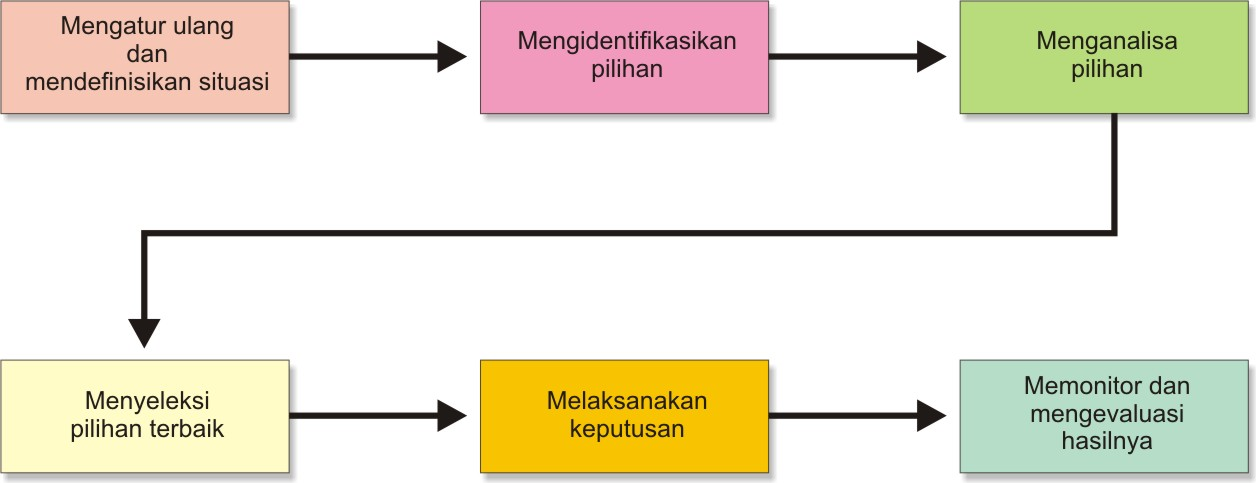 Mengatur ulang
dan
mendefinisikan situasi
Mengidentifikasikan
pilihan
Menganalisa
pilihan
Menyeleksi
pilihan terbaik
Melaksanakan
keputusan
Memonitor dan
mengevaluasi
hasilnya